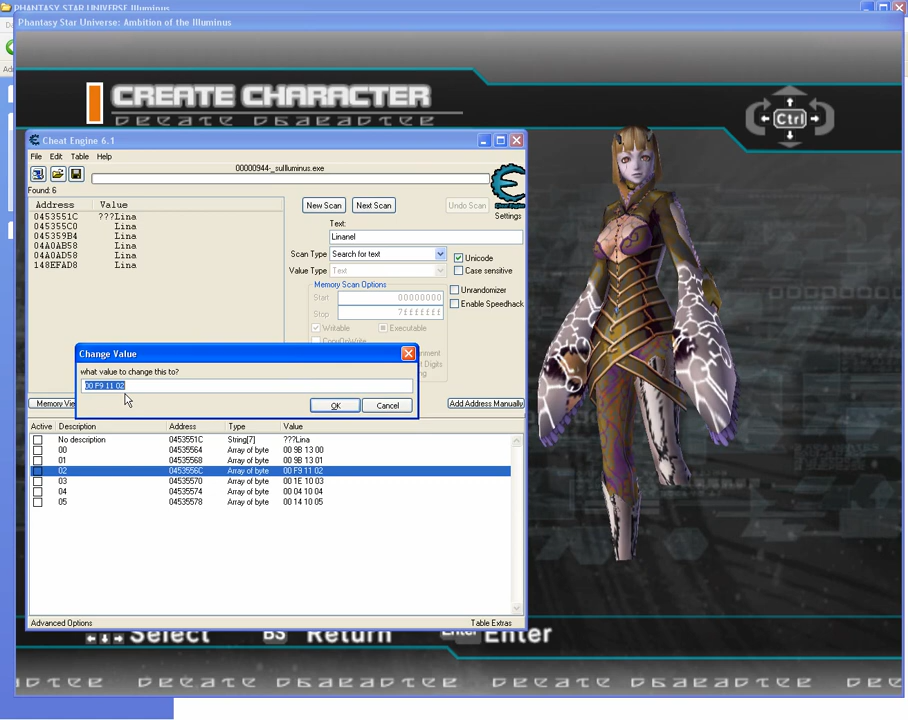 PHANTASY STAR UNIVERSE Illuminus
Phantasy Star Universe: Ambition of the Illuminus
CREATE CHARACTER
Ctrl
Cheat Engine 6.1
File Edit Table Help
00000944-_sulIluminus.exe
Found: 6
Address Value
0453551C ???Lina
045355C0 Lina
045359B4 Lina
04A0AB58 Lina
04A0AD58 Lina
148EFAD8 Lina
New Scan Next Scan Undo Scan
Settings
Text:
Linanel
Scan Type Search for text
Unicode
Value Type Text
Case sensitive
Memory Scan Options
Start 00000000
Stop 7fffffff
Writable Executable
CopyOnWrite
Unrandomizer
Enable Speedhack
Change Value
what value to change this to?
00 F9 11 02
OK Cancel
Add Address Manually
Active Description Address Type Value
No description 0453551C String[7] ???Lina
00 04535564 Array of byte 00 9B 13 00
01 04535568 Array of byte 00 9B 13 01
02 0453556C Array of byte 00 F9 11 02
03 04535570 Array of byte 00 1E 10 03
04 04535574 Array of byte 00 04 10 04
05 04535578 Array of byte 00 14 10 05
Advanced Options Table Extras
Select BS Return Enter Enter